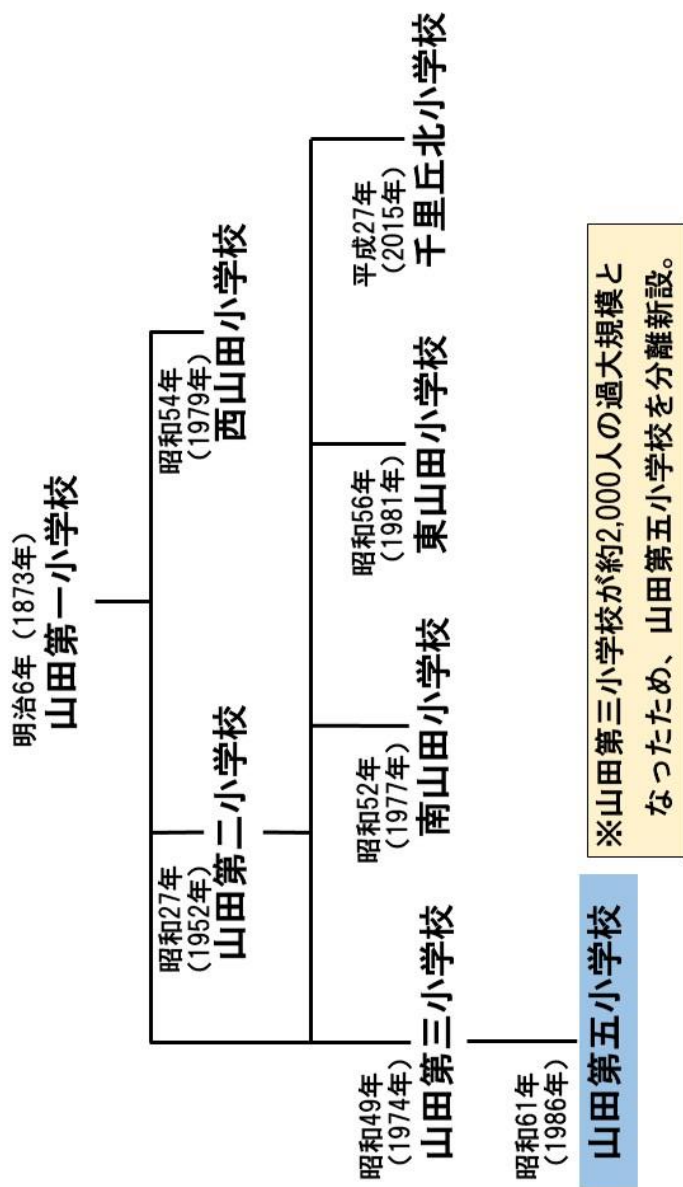 明治6年（1873年）
山田第一小学校
昭和27年
（1952年）
山田第二小学校
昭和54年
（1979年）
西山田小学校
昭和49年
（1974年）
山田第三小学校
昭和52年
（1977年）
南山田小学校
昭和56年
（1981年）
東山田小学校
平成27年
（2015年）
千里丘北小学校
昭和61年
（1986年）
山田第五小学校
※山田第三小学校が約2,000人の過大規模と
なったため、山田第五小学校を分離新設。